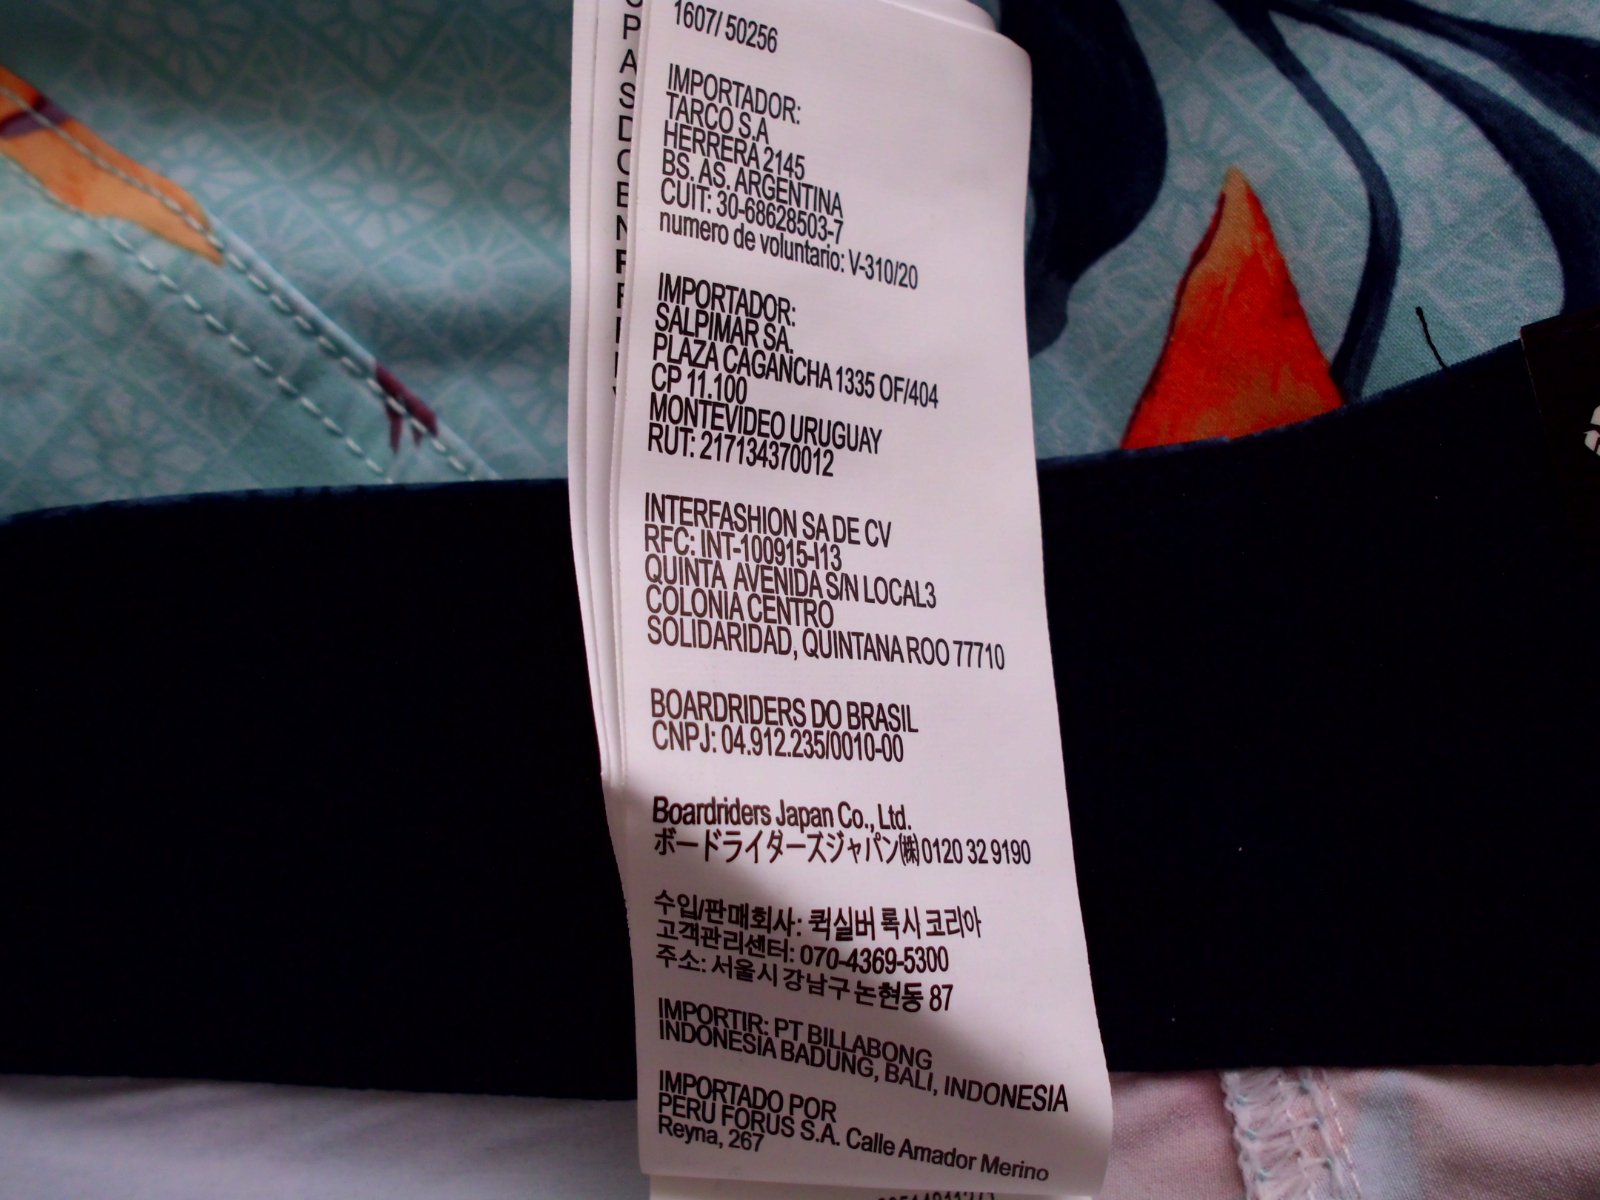 1607/ 50256
IMPORTADOR:
TARCO S.A
HERRERA 2145
BS. AS. ARGENTINA
CUIT: 30-68628503-7
numero de voluntario: V-310/20
IMPORTADOR:
SALPIMAR SA.
PLAZA CAGANCHA 1335 OF/404
CP 11.100
MONTEVIDEO URUGUAY
RUT: 217134370012
INTERFASHION SA DE CV
RFC: INT-100915-I13
QUINTA AVENIDA S/N LOCAL3
COLONIA CENTRO
SOLIDARIDAD, QUINTANA ROO 77710
BOARDRIDERS DO BRASIL
CNPJ: 04.912.235/0010-00
Boardriders Japan Co., Ltd.
ボードライダーズジャパン㈱ 0120 32 9190
수입/판매회사: 퀵실버 록시 코리아
고객관리센터: 070-4369-5300
주소: 서울시 강남구 논현동 87
IMPORTIR: PT BILLABONG
INDONESIA BADUNG, BALI, INDONESIA
IMPORTADO POR
PERU FORUS S.A. Calle Amador Merino
Reyna, 267